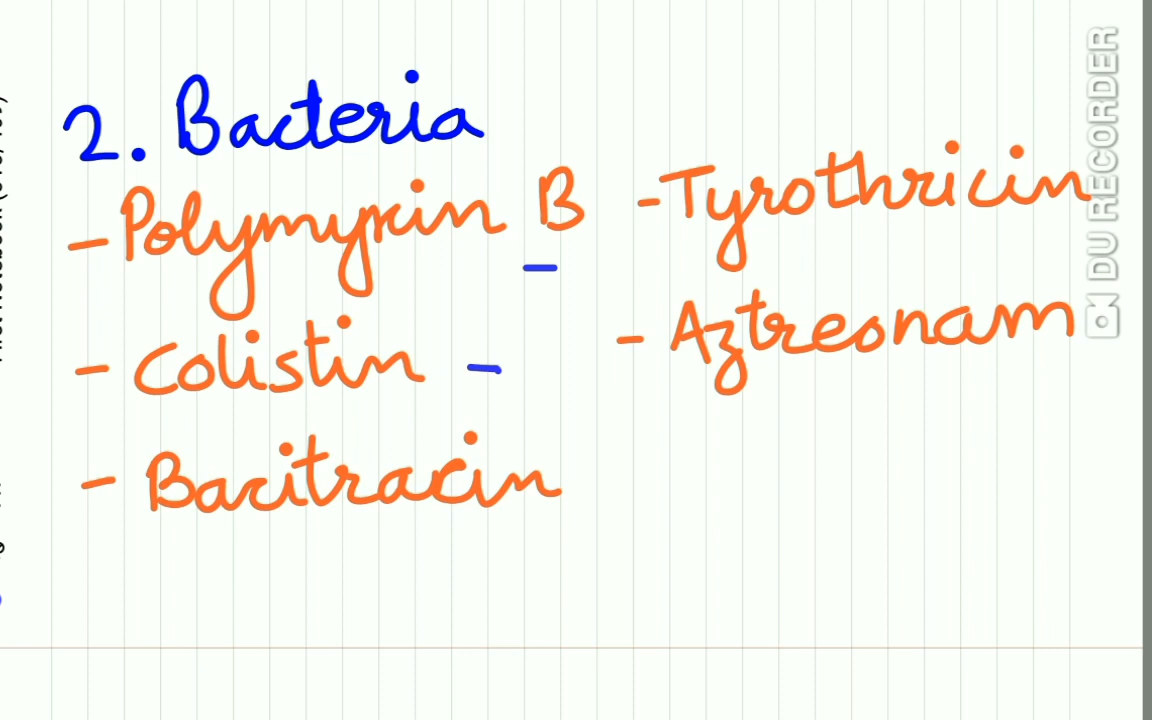 2. Bacteria
- Polymyxin B
- Colistin -
- Bacitracin
- Tyrothricin
- Aztreonam
DU RECORDER